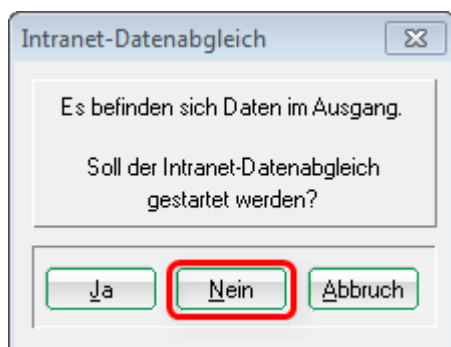 Intranet-Datenabgleich
Es befinden sich Daten im Ausgang.
Soll der Intranet-Datenabgleich
gestartet werden?
Ja Nein Abbruch